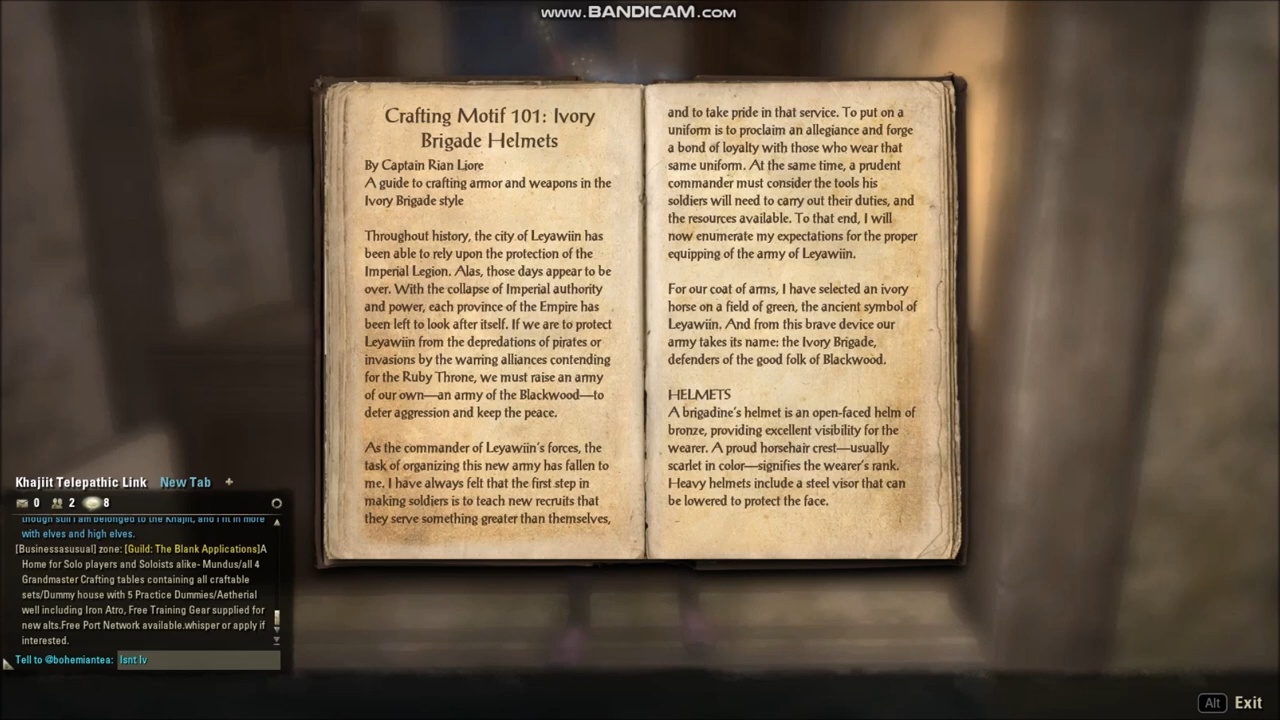 www.BANDICAM.com
Crafting Motif 101: Ivory
Brigade Helmets
By Captain Rian Liore
A guide to crafting armor and weapons in the
Ivory Brigade style
Throughout history, the city of Leyawiin has
been able to rely upon the protection of the
Imperial Legion. Alas, those days appear to be
over. With the collapse of Imperial authority
and power, each province of the Empire has
been left to look after itself. If we are to protect
Leyawiin from the depredations of pirates or
invasions by the warring alliances contending
for the Ruby Throne, we must raise an army
of our own—an army of the Blackwood—to
deter aggression and keep the peace.
As the commander of Leyawiin's forces, the
task of organizing this new army has fallen to
me. I have always felt that the first step in
making soldiers is to teach new recruits that
they serve something greater than themselves,
and to take pride in that service. To put on a
uniform is to proclaim an allegiance and forge
a bond of loyalty with those who wear that
same uniform. At the same time, a prudent
commander must consider the tools his
soldiers will need to carry out their duties, and
the resources available. To that end, I will
now enumerate my expectations for the proper
equipping of the army of Leyawiin.
For our coat of arms, I have selected an ivory
horse on a field of green, the ancient symbol of
Leyawiin. And from this brave device our
army takes its name: the Ivory Brigade,
defenders of the good folk of Blackwood.
HELMETS
A brigadine's helmet is an open-faced helm of
bronze, providing excellent visibility for the
wearer. A proud horsehair crest—usually
scarlet in color—signifies the wearer's rank.
Heavy helmets include a steel visor that can
be lowered to protect the face.
Khajiit Telepathic Link New Tab +
0 2 8
though still I am belonged to the Khajit, and I fit in more
with elves and high elves.
[Businessasusual] zone: [Guild: The Blank Applications]A
Home for Solo players and Soloists alike- Mundus/all 4
Grandmaster Crafting tables containing all craftable
sets/Dummy house with 5 Practice Dummies/Aetherial
well including Iron Atro, Free Training Gear supplied for
new alts.Free Port Network available.whisper or apply if
interested.
Tell to @bohemiantea: Isnt Iv
Alt Exit